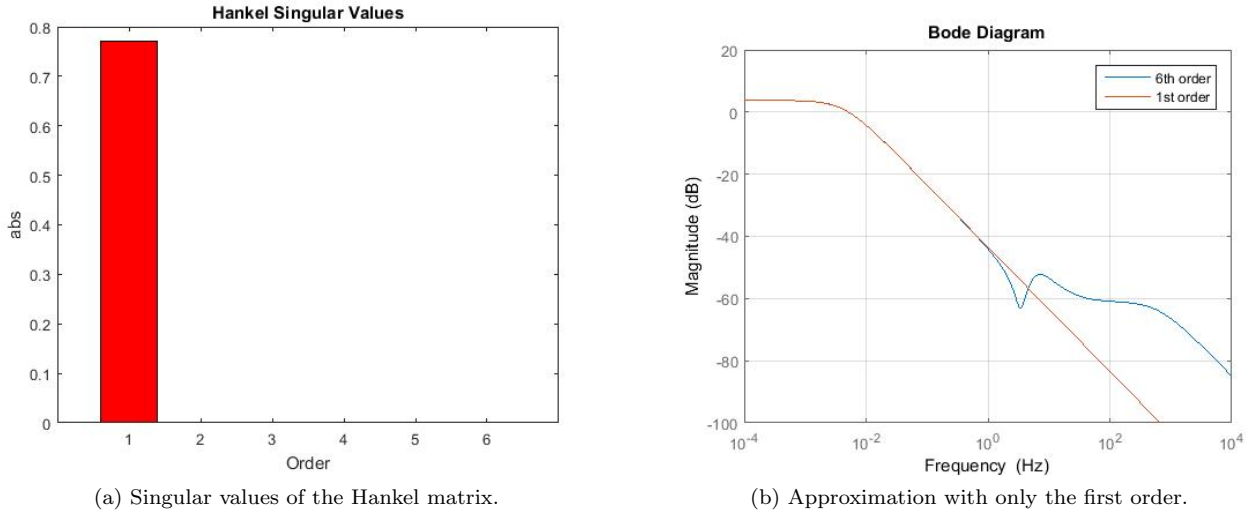 Hankel Singular Values
0.8
0.7
0.6
0.5
0.4
0.3
0.2
0.1
0
abs
1 2 3 4 5 6
Order
(a) Singular values of the Hankel matrix.
Bode Diagram
20
0
-20
-40
-60
-80
-100
Magnitude (dB)
6th order
1st order
10^-4 10^-2 10^0 10^2 10^4
Frequency (Hz)
(b) Approximation with only the first order.